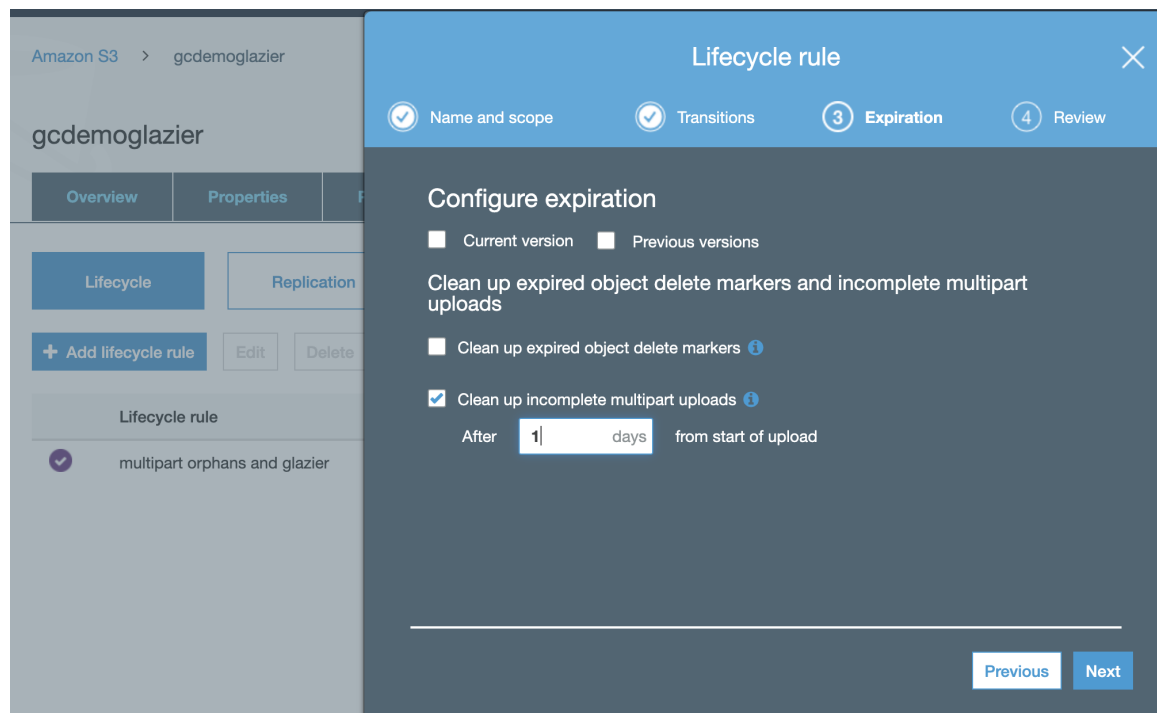 Amazon S3 > gcdemoglazier
gcdemoglazier
Overview
Properties
P
Lifecycle
Replication
+ Add lifecycle rule
Edit
Delete
Lifecycle rule
multipart orphans and glazier
Lifecycle rule
Name and scope
Transitions
3 Expiration
4 Review
Configure expiration
Current version
Previous versions
Clean up expired object delete markers and incomplete multipart
uploads
Clean up expired object delete markers
Clean up incomplete multipart uploads
After 1 days from start of upload
Previous
Next